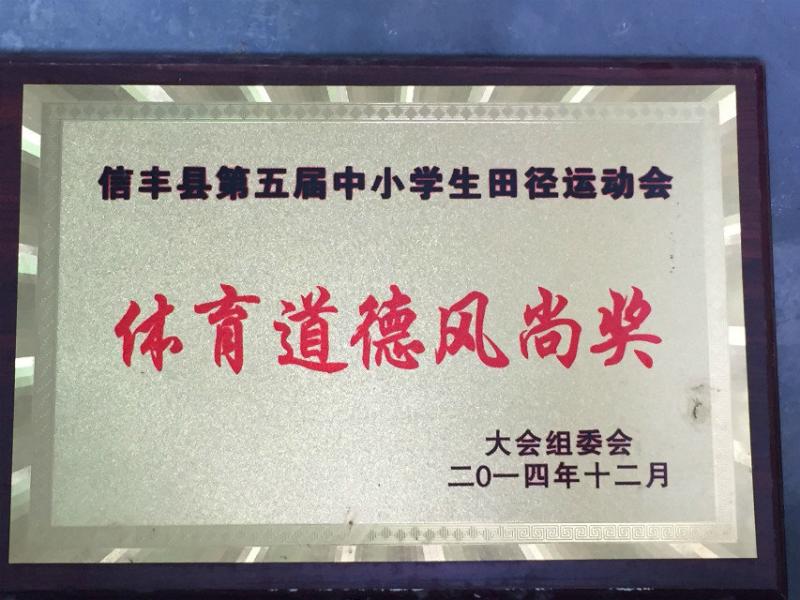 信丰县第五届中小学生田径运动会
体育道德风尚奖
大会组委会
二0一四年十二月